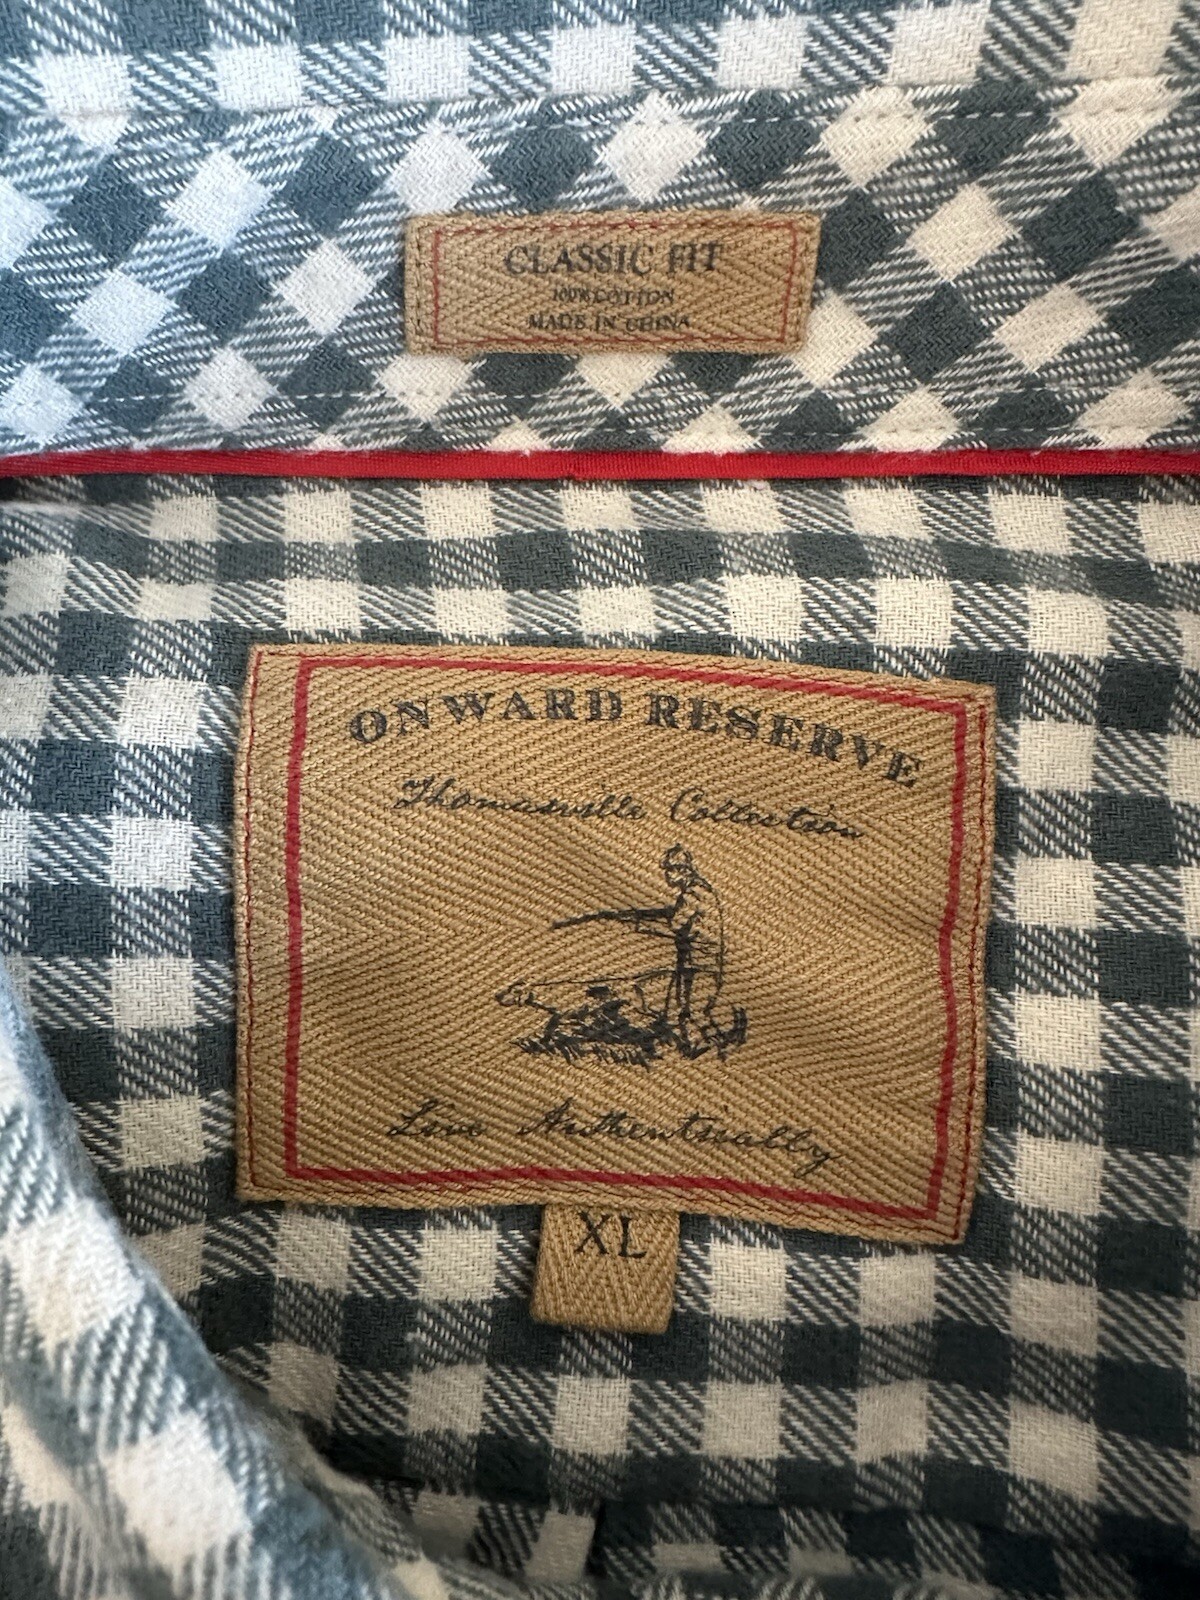 CLASSIC FIT
100% COTTON
MADE IN CHINA
ONWARD RESERVE
Thomasville Collection
Live Authentically
XL